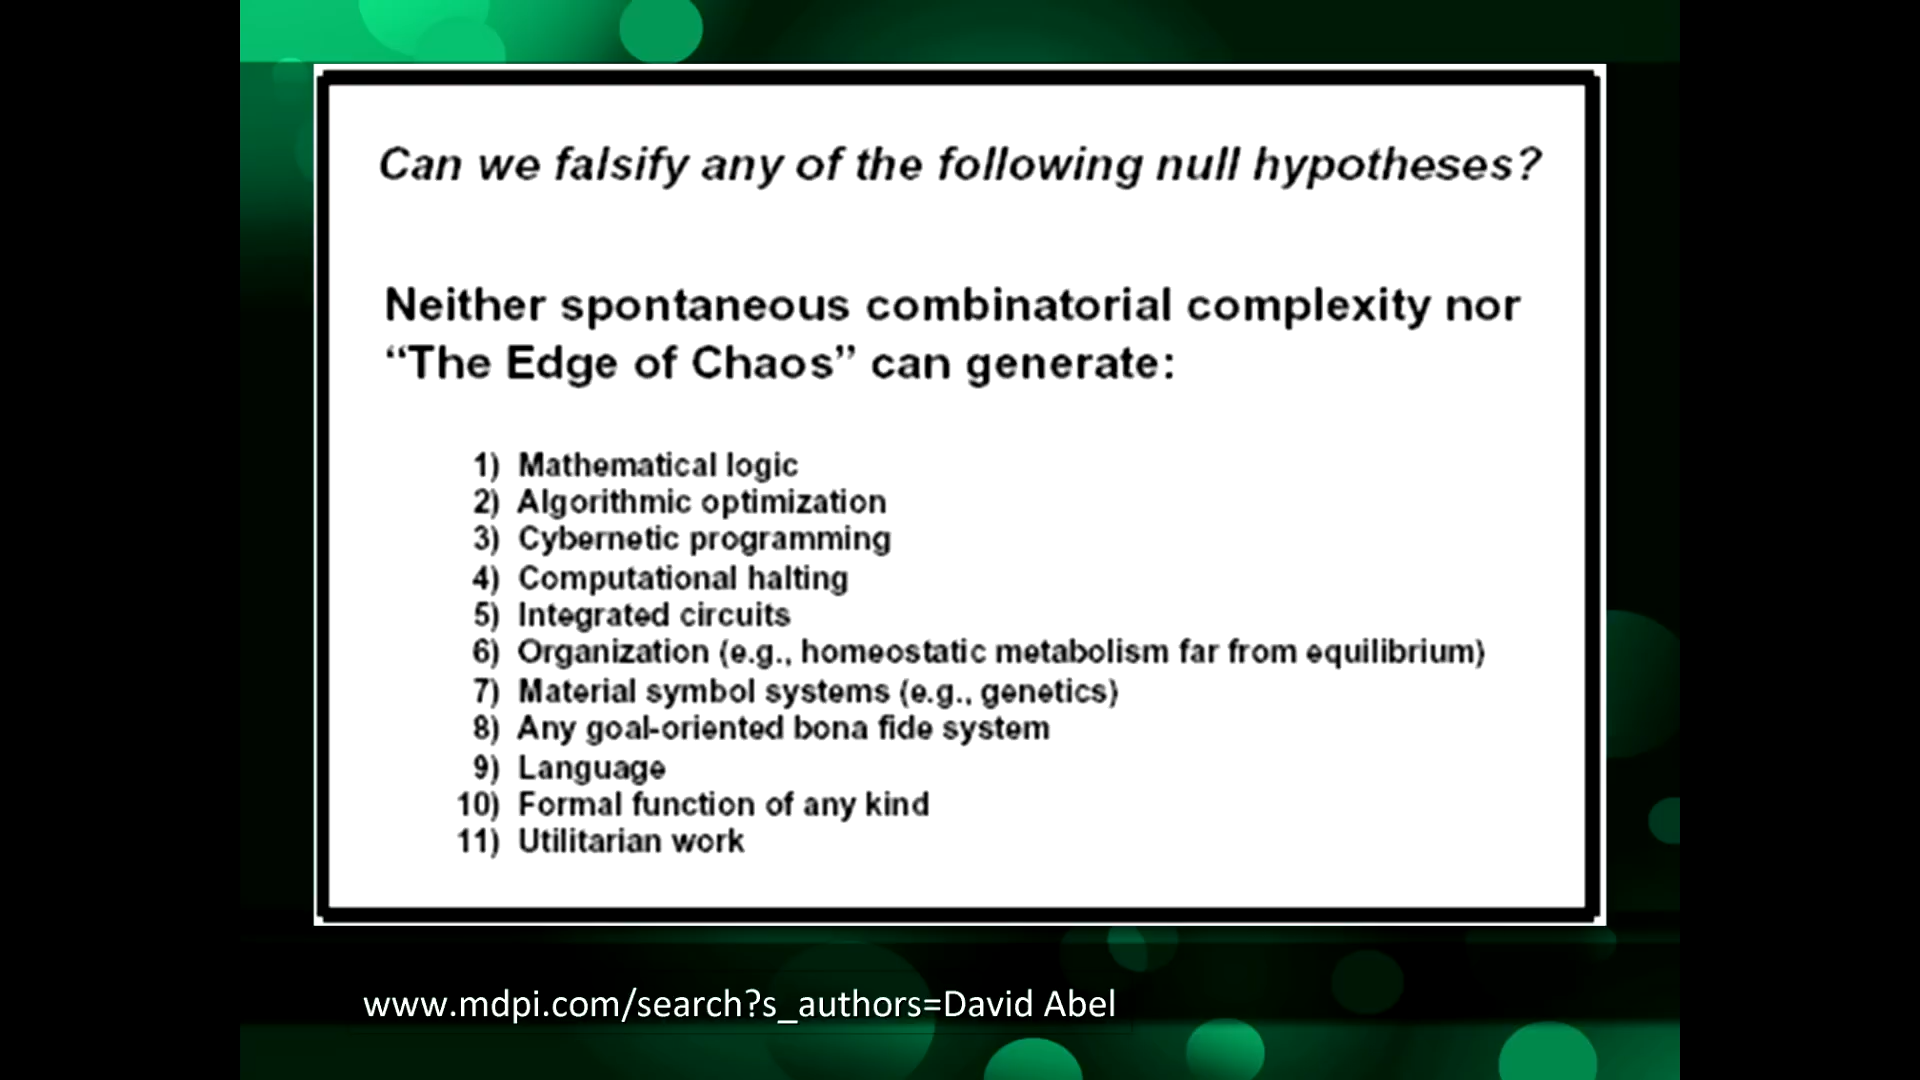 Can we falsify any of the following null hypotheses?
Neither spontaneous combinatorial complexity nor
“The Edge of Chaos” can generate:
1) Mathematical logic
2) Algorithmic optimization
3) Cybernetic programming
4) Computational halting
5) Integrated circuits
6) Organization (e.g., homeostatic metabolism far from equilibrium)
7) Material symbol systems (e.g., genetics)
8) Any goal-oriented bona fide system
9) Language
10) Formal function of any kind
11) Utilitarian work
www.mdpi.com/search?s_authors=David Abel